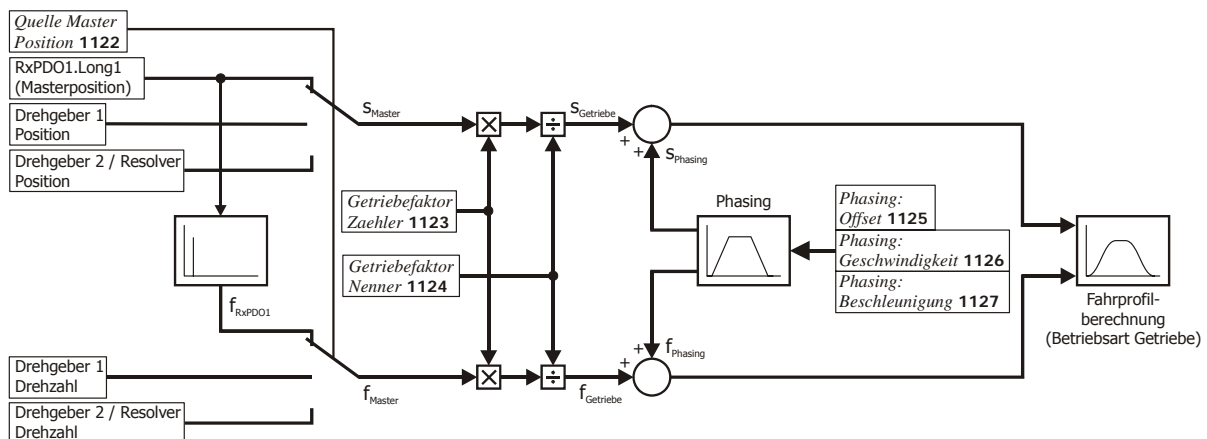 Quelle Master
Position 1122
RxPDO1.Long1
(Masterposition)
Drehgeber 1
Position
Drehgeber 2 / Resolver
Position
sMaster
×
÷
sGetriebe
+
+
sPhasing
Getriebefaktor
Zaehler 1123
Getriebefaktor
Nenner 1124
Phasing
Phasing:
Offset 1125
Phasing:
Geschwindigkeit 1126
Phasing:
Beschleunigung 1127
Fahrprofil-
berechnung
(Betriebsart Getriebe)
fRxPDO1
Drehgeber 1
Drehzahl
Drehgeber 2 / Resolver
Drehzahl
fMaster
×
÷
fGetriebe
+
+
fPhasing